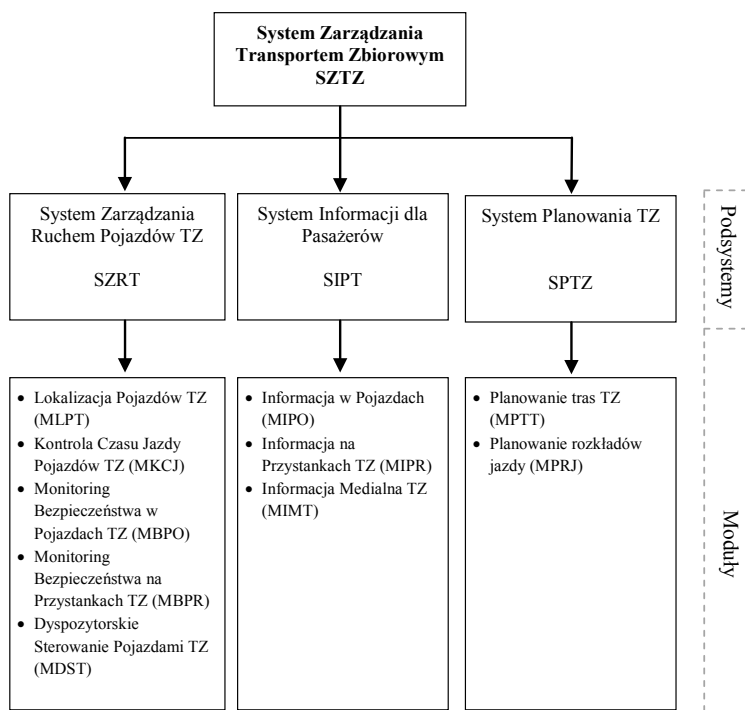 System Zarządzania
Transportem Zbiorowym
SZTZ
System Zarządzania
Ruchem Pojazdów TZ
SZRT
System Informacji dla
Pasażerów
SIPT
System Planowania TZ
SPTZ
Podsystemy
• Lokalizacja Pojazdów TZ
(MLPT)
• Kontrola Czasu Jazdy
Pojazdów TZ (MKCJ)
• Monitoring
Bezpieczeństwa w
Pojazdach TZ (MBPO)
• Monitoring
Bezpieczeństwa na
Przystankach TZ (MBPR)
• Dyspozytorskie
Sterowanie Pojazdami TZ
(MDST)
• Informacja w Pojazdach
(MIPO)
• Informacja na
Przystankach TZ (MIPR)
• Informacja Medialna TZ
(MIMT)
• Planowanie tras TZ
(MPTT)
• Planowanie rozkładów
jazdy (MPRJ)
Moduły